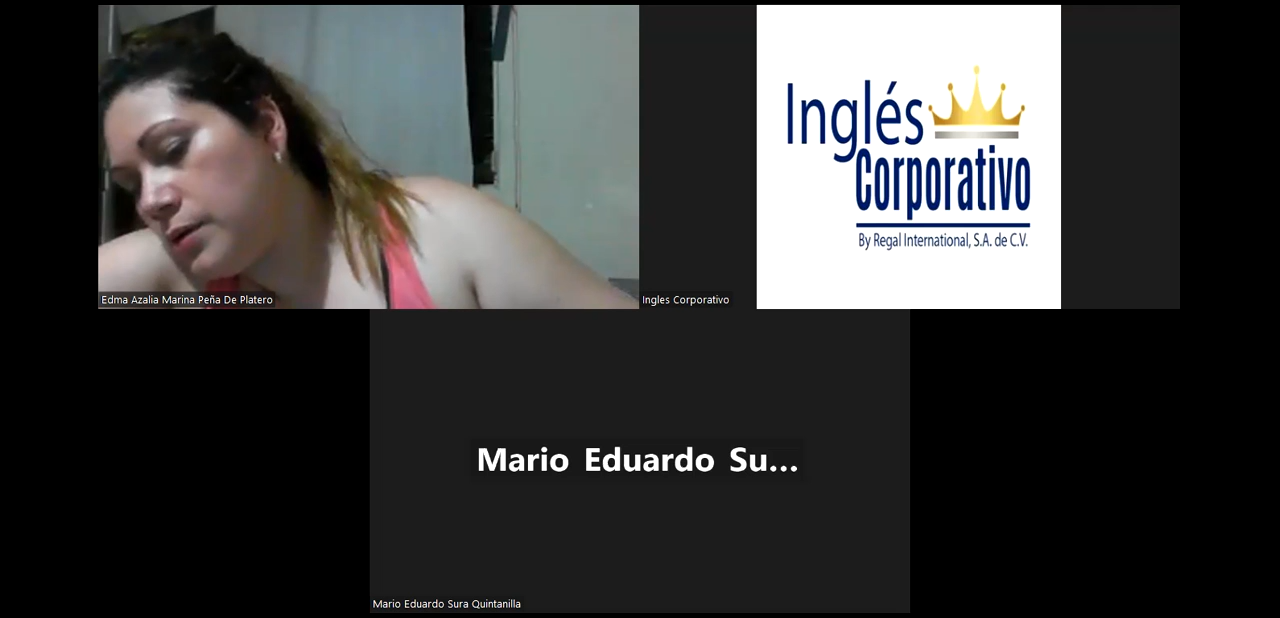 Inglés
Corporativo
By Regal International, S.A. de C.V.
Edma Azalia Marina Peña De Platero
Ingles Corporativo
Mario Eduardo Su...
Mario Eduardo Sura Quintanilla